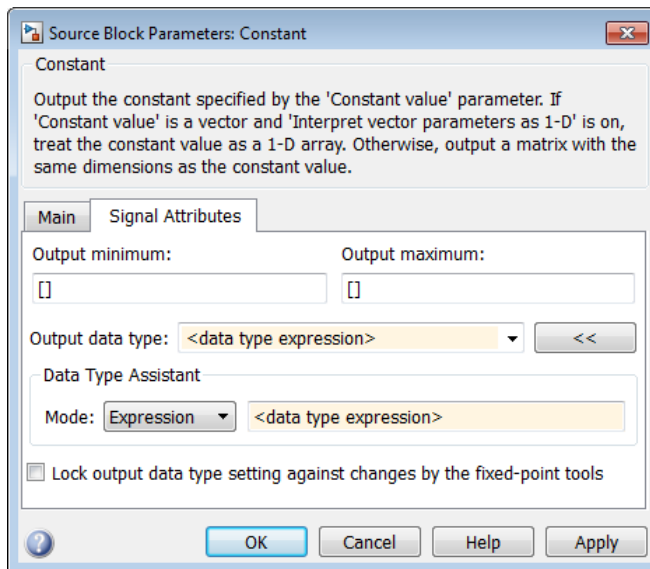 Source Block Parameters: Constant
Constant
Output the constant specified by the 'Constant value' parameter. If
'Constant value' is a vector and 'Interpret vector parameters as 1-D' is on,
treat the constant value as a 1-D array. Otherwise, output a matrix with the
same dimensions as the constant value.
Main Signal Attributes
Output minimum: Output maximum:
[] []
Output data type: <data type expression> <<
Data Type Assistant
Mode: Expression <data type expression>
Lock output data type setting against changes by the fixed-point tools
? OK Cancel Help Apply